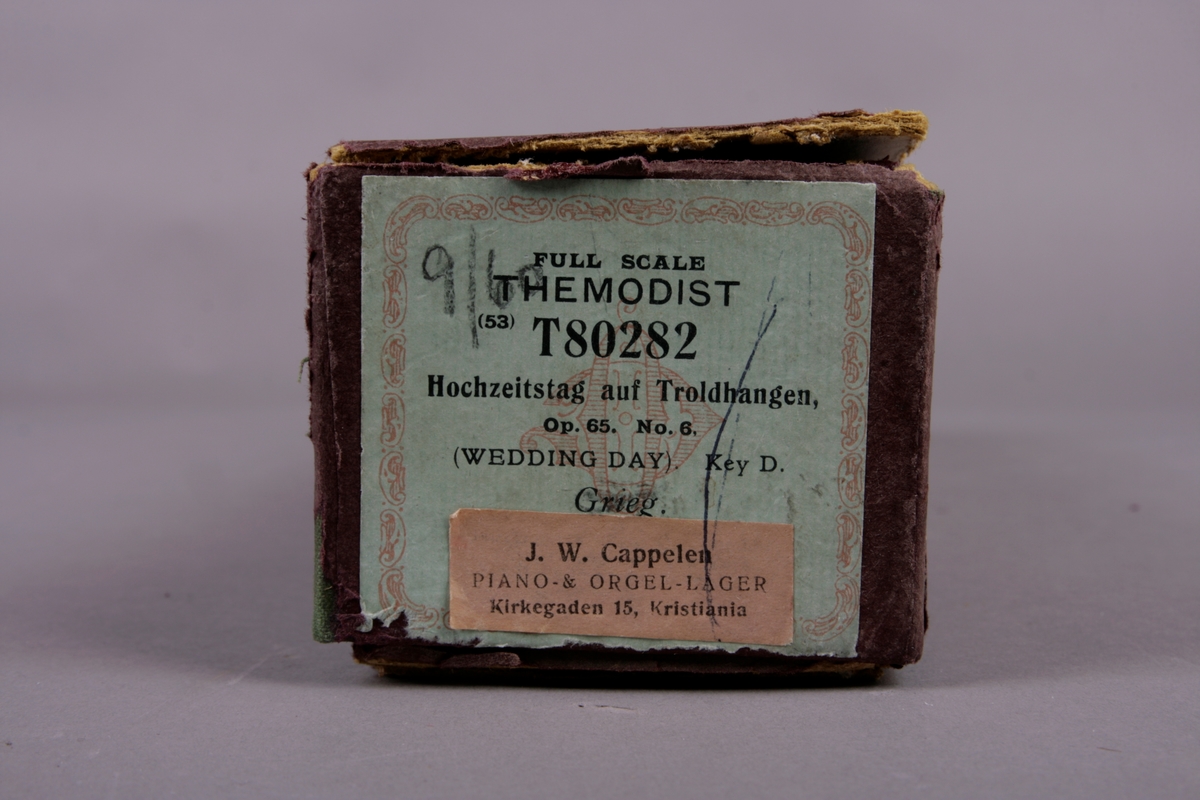 9/60
FULL SCALE
THEMODIST
(53) T80282
Hochzeitstag auf Troldhangen,
Op. 65. No. 6.
(WEDDING DAY). Key D.
Grieg.
J. W. Cappelen
PIANO-& ORGEL-LAGER
Kirkegaden 15, Kristiania